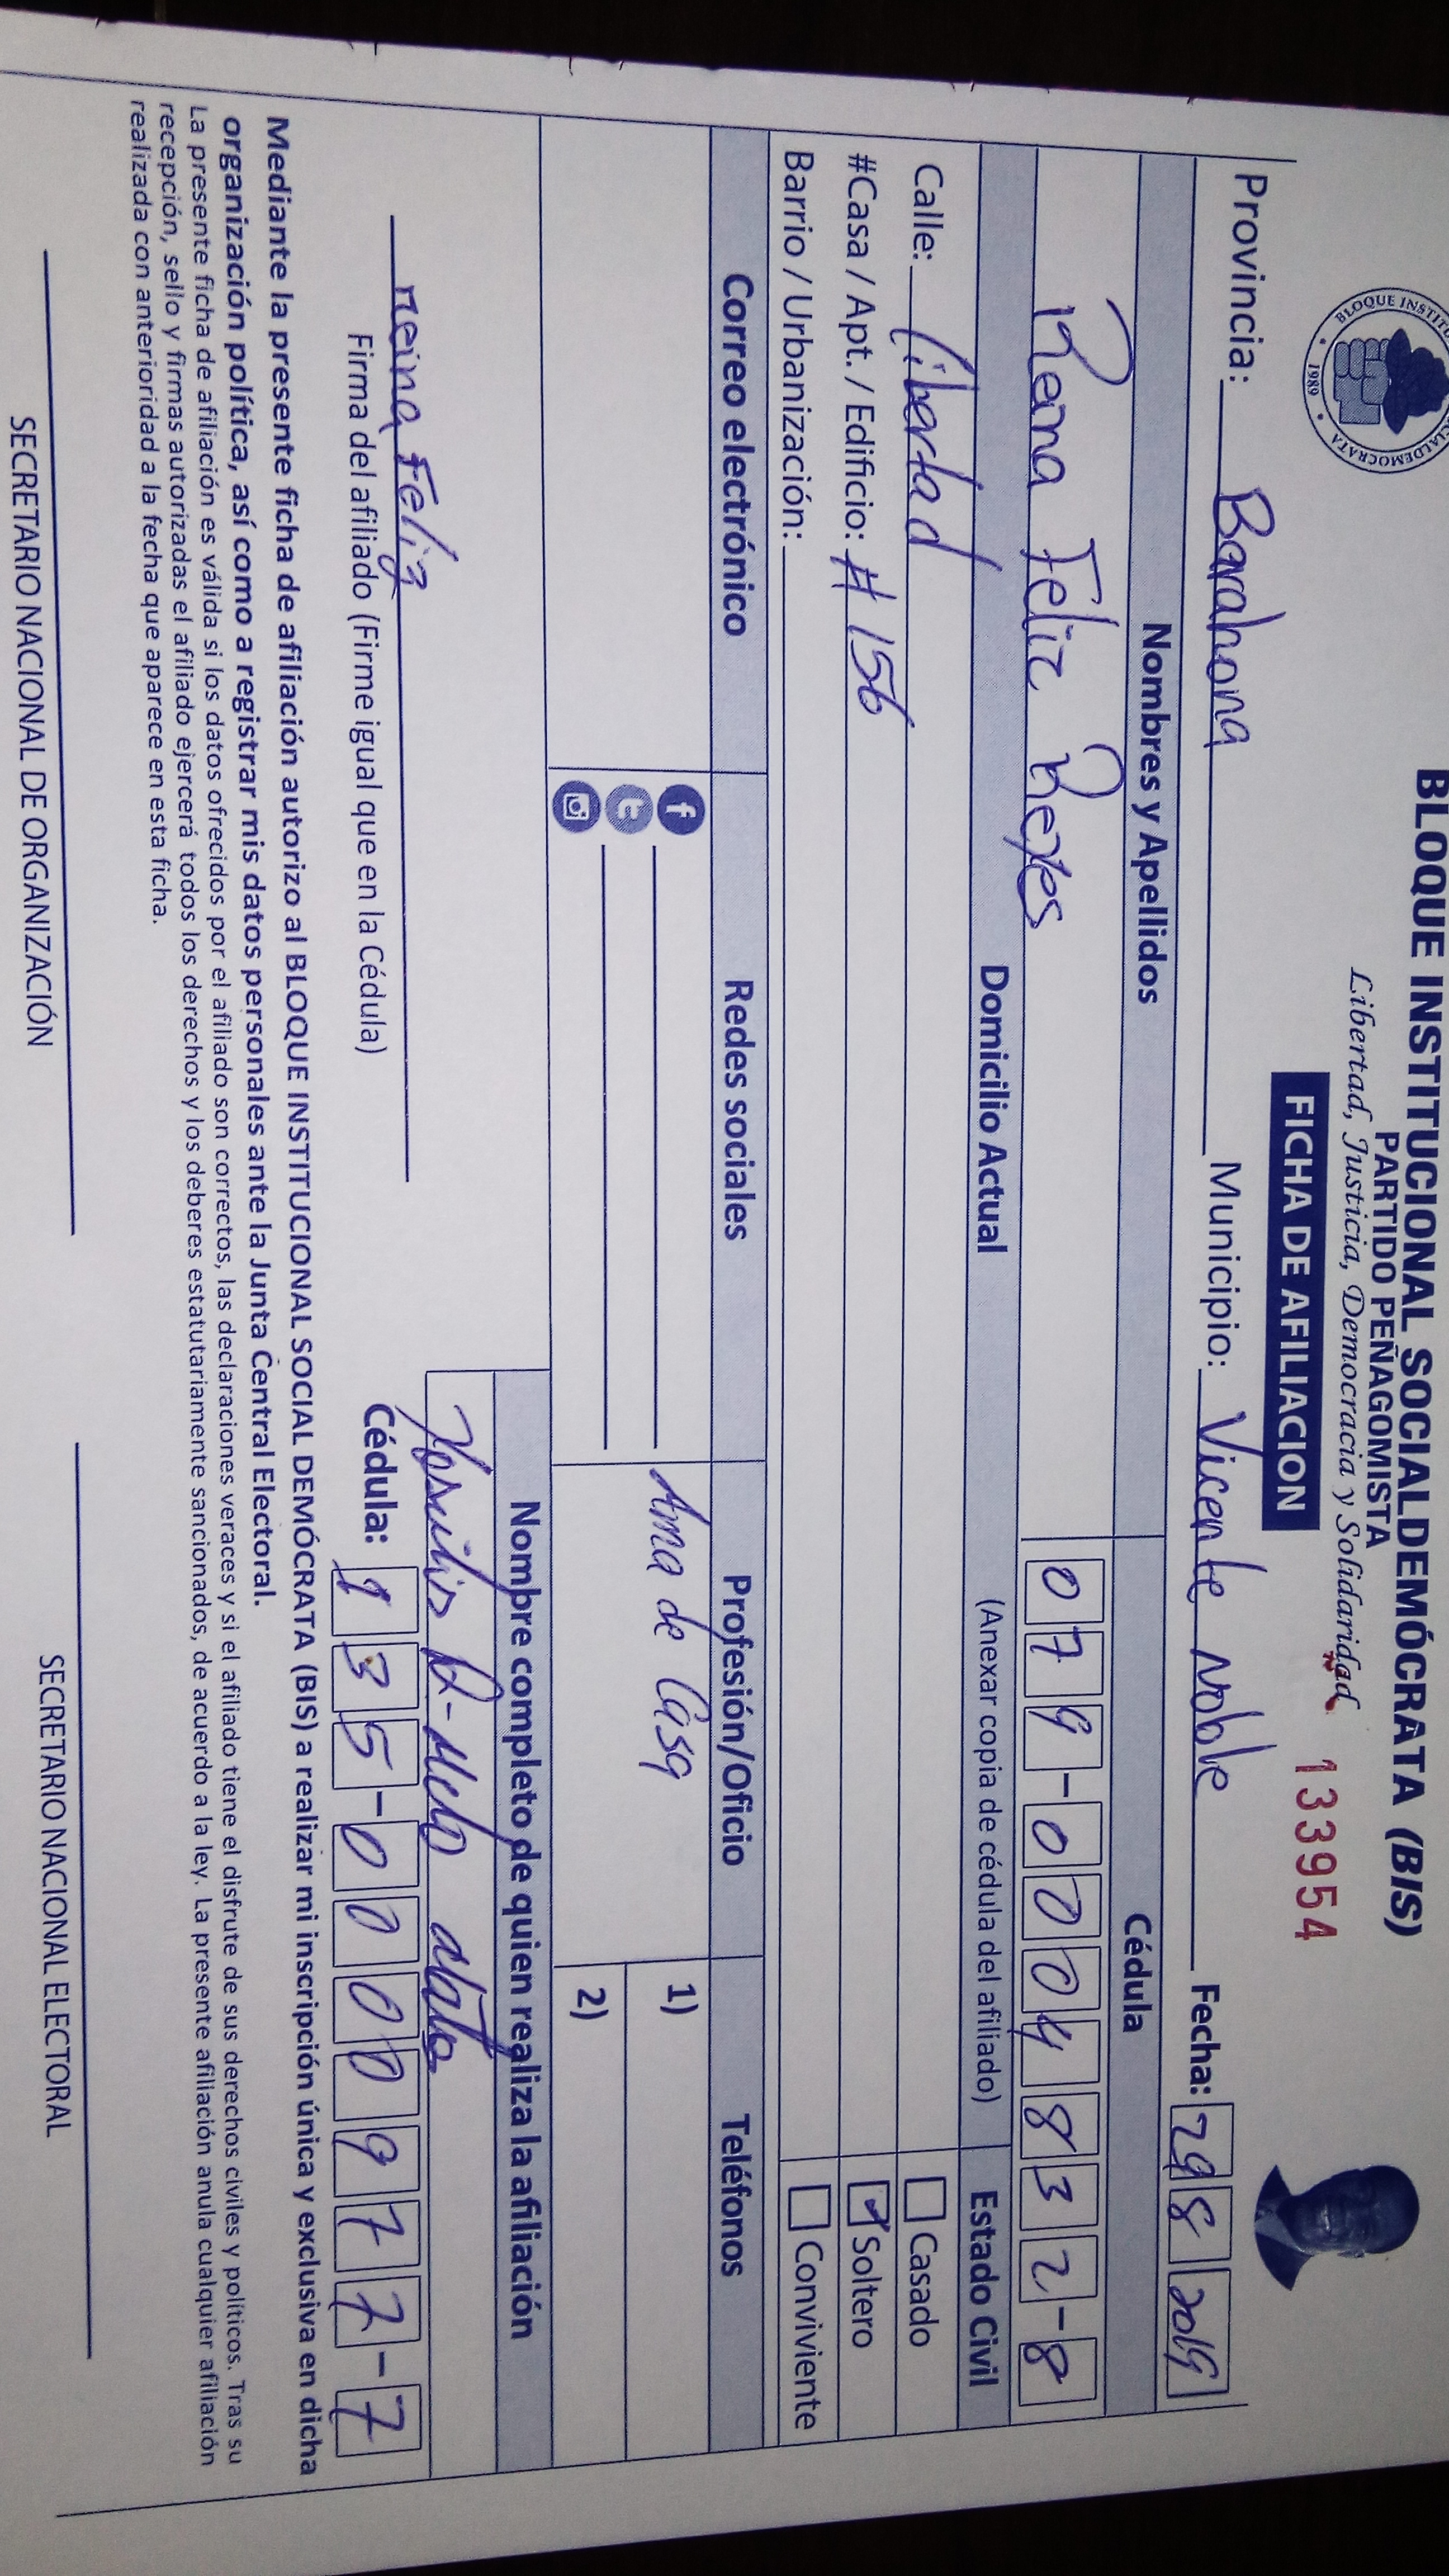 BLOQUE INSTITUCIONAL SOCIALDEMÓCRATA (BIS)
PARTIDO PEÑAGOMISTA
Libertad, Justicia, Democracia y Solidaridad
FICHA DE AFILIACION
133954
1989
Provincia: Barahona Municipio: Vicente Noble Fecha: 29 8 2019
Nombres y Apellidos Cédula
Reina Feliz Reyes 079-0004832-8
Domicilio Actual (Anexar copia de cédula del afiliado) Estado Civil
Calle: Libertad Casado
#Casa / Apt. / Edificio: # 156 Soltero
Barrio / Urbanización: Conviviente
Correo electrónico Redes sociales Profesión/Oficio Teléfonos
Ama de Casa 1)
2)
Nombre completo de quien realiza la afiliación
reina Feliz
Firma del afiliado (Firme igual que en la Cédula) Cédula: 135-0000977-7
Mediante la presente ficha de afiliación autorizo al BLOQUE INSTITUCIONAL SOCIAL DEMÓCRATA (BIS) a realizar mi inscripción única y exclusiva en dicha
organización política, así como a registrar mis datos personales ante la Junta Central Electoral.
La presente ficha de afiliación es válida si los datos ofrecidos por el afiliado son correctos, las declaraciones veraces y si el afiliado tiene el disfrute de sus derechos civiles y políticos. Tras su
recepción, sello y firmas autorizadas el afiliado ejercerá todos los derechos y los deberes estatutariamente sancionados, de acuerdo a la ley. La presente afiliación anula cualquier afiliación
realizada con anterioridad a la fecha que aparece en esta ficha.
SECRETARIO NACIONAL DE ORGANIZACIÓN SECRETARIO NACIONAL ELECTORAL